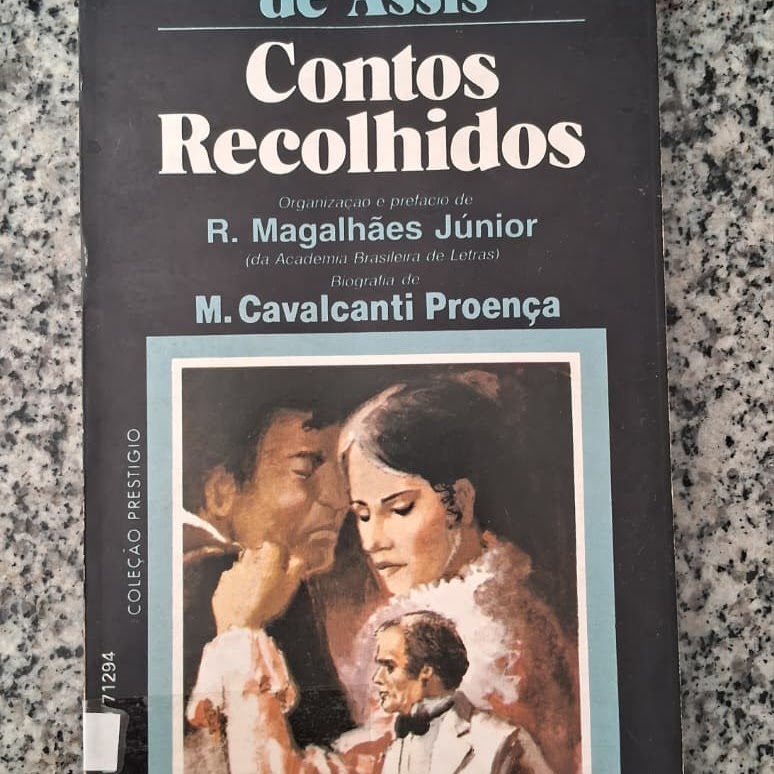 de Assis
Contos
Recolhidos
Organização e prefácio de
R. Magalhães Júnior
(da Academia Brasileira de Letras)
Biografia de
M. Cavalcanti Proença
COLEÇÃO PRESTÍGIO
71294